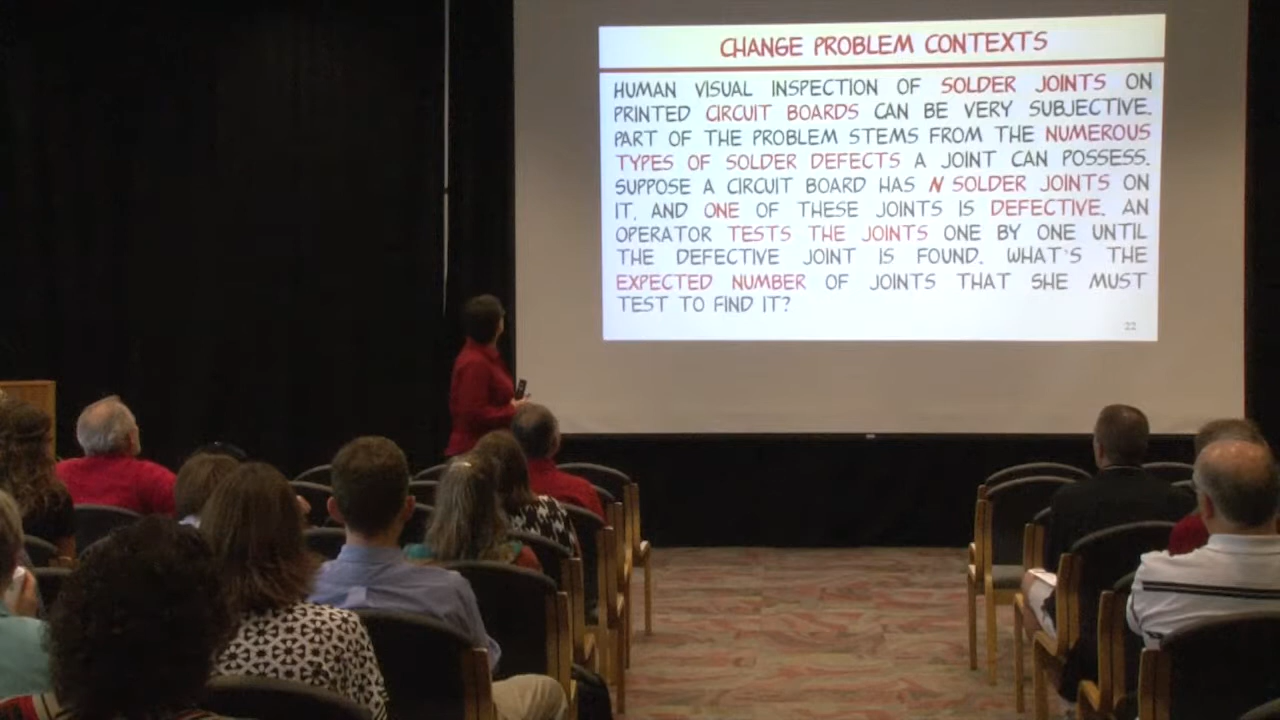 CHANGE PROBLEM CONTEXTS
HUMAN VISUAL INSPECTION OF SOLDER JOINTS ON
PRINTED CIRCUIT BOARDS CAN BE VERY SUBJECTIVE.
PART OF THE PROBLEM STEMS FROM THE NUMEROUS
TYPES OF SOLDER DEFECTS A JOINT CAN POSSESS.
SUPPOSE A CIRCUIT BOARD HAS N SOLDER JOINTS ON
IT, AND ONE OF THESE JOINTS IS DEFECTIVE. AN
OPERATOR TESTS THE JOINTS ONE BY ONE UNTIL
THE DEFECTIVE JOINT IS FOUND. WHAT'S THE
EXPECTED NUMBER OF JOINTS THAT SHE MUST
TEST TO FIND IT?
22